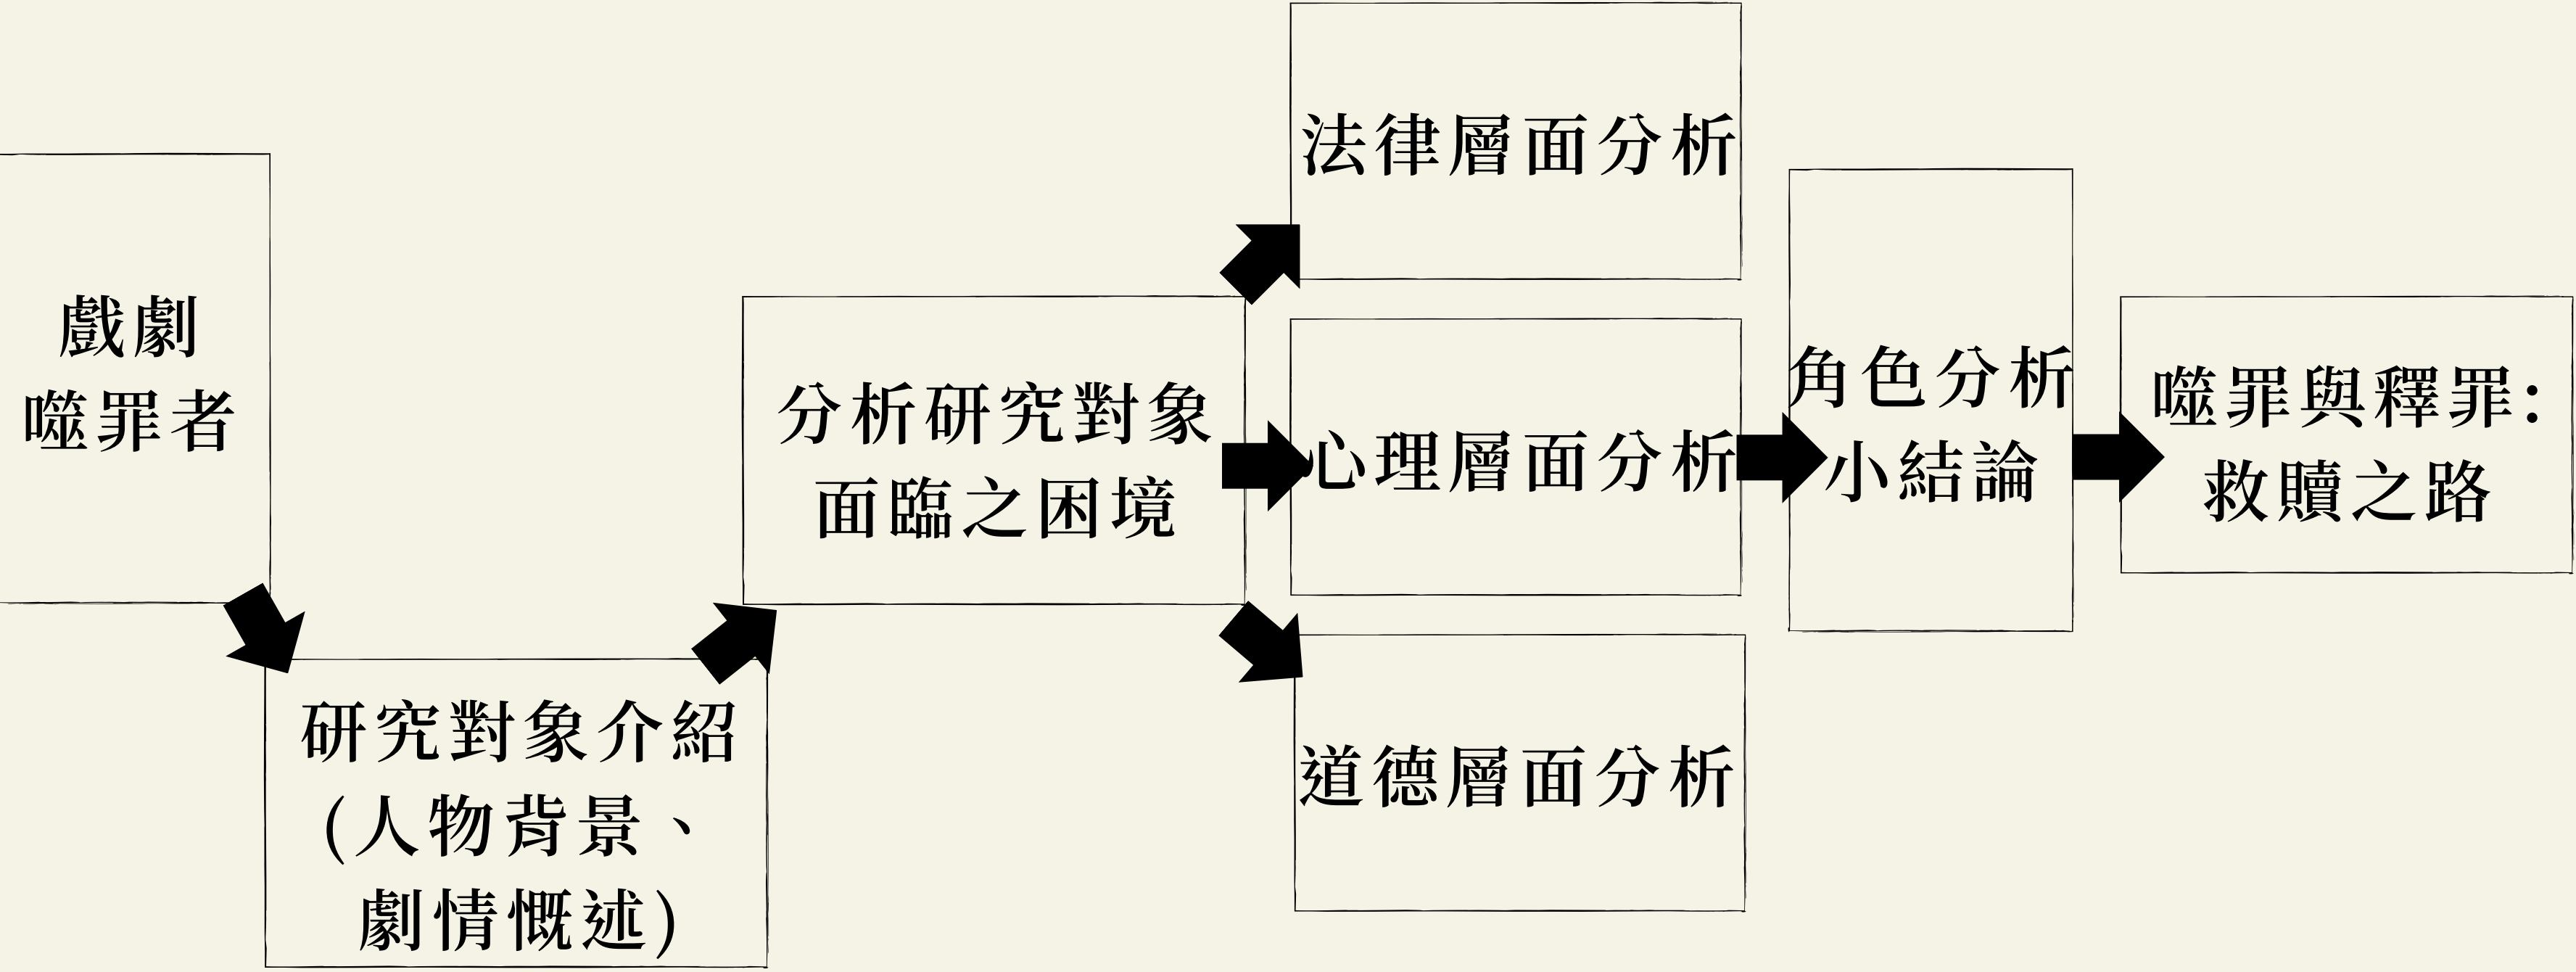 戲劇
噬罪者
研究對象介紹
(人物背景、
劇情慨述)
分析研究對象
面臨之困境
法律層面分析
心理層面分析
道德層面分析
角色分析
小結論
噬罪與釋罪:
救贖之路